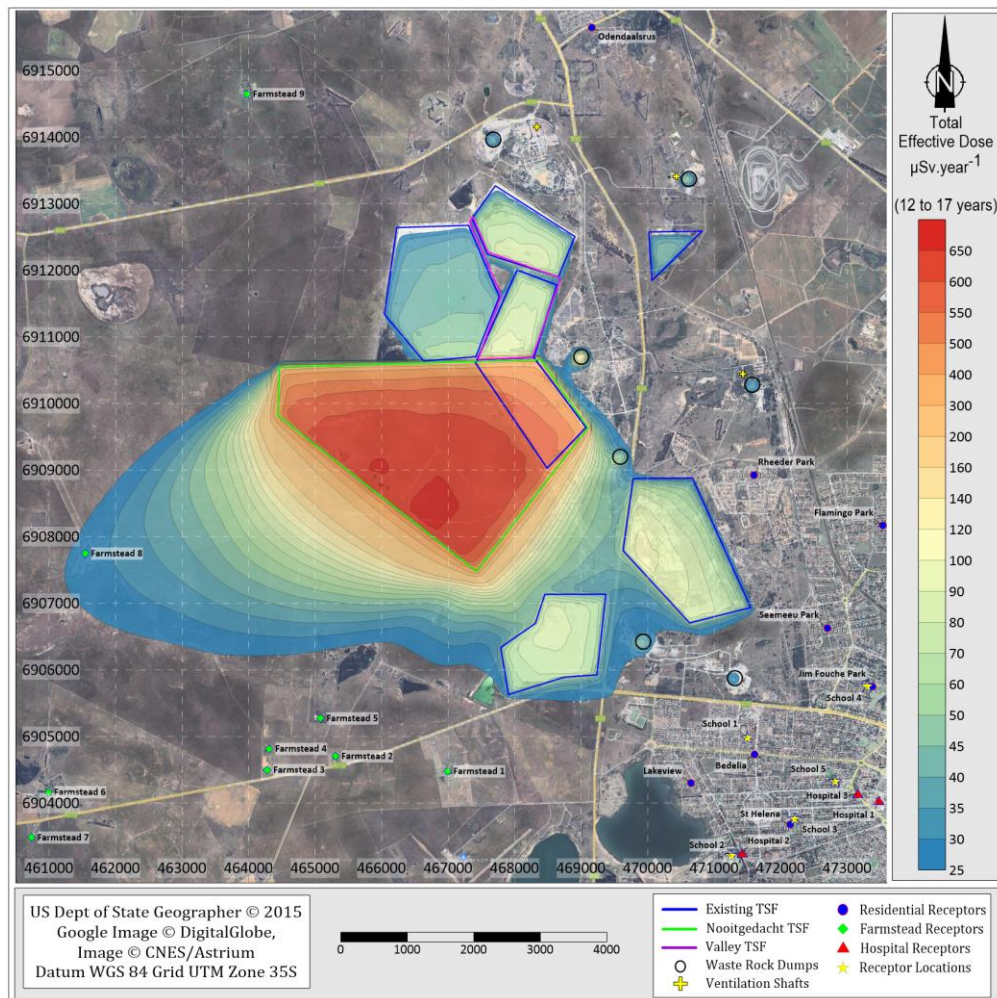 Odendaalsrus
6915000
Farmstead 9
6914000
6913000
6912000
6911000
6910000
6909000
Rheeder Park
Flamingo Park
6908000
Farmstead 8
6907000
Seemeeu Park
6906000
Jim Fouche Park
School 4
Farmstead 5
6905000
School 1
Farmstead 4
Farmstead 2
Bedelia
Farmstead 3
Farmstead 1
Lakeview
School 5
6904000
Farmstead 6
Hospital 3
Hospital 1
St Helena
School 3
Farmstead 7
School 2
Hospital 2
461000 462000 463000 464000 465000 466000 467000 468000 469000 470000 471000 472000 473000
N
Total
Effective Dose
µSv.year-1
(12 to 17 years)
650
600
550
500
400
300
200
160
140
120
100
90
80
70
60
50
45
40
35
30
25
US Dept of State Geographer © 2015
Google Image © DigitalGlobe,
Image © CNES/Astrium
Datum WGS 84 Grid UTM Zone 35S
0 1000 2000 3000 4000
Existing TSF
Nooitgedacht TSF
Valley TSF
Waste Rock Dumps
Ventilation Shafts
Residential Receptors
Farmstead Receptors
Hospital Receptors
Receptor Locations